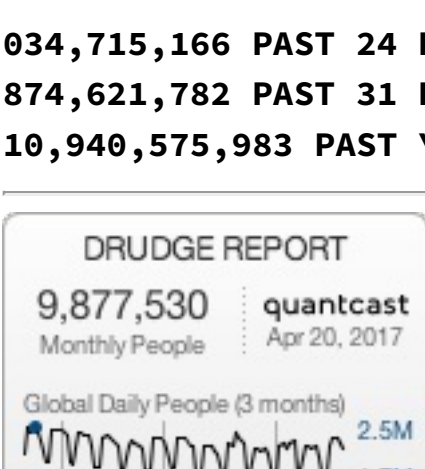 034,715,166 PAST 24
874,621,782 PAST 31
10,940,575,983 PAST
DRUDGE REPORT
9,877,530 quantcast
Monthly People Apr 20, 2017
Global Daily People (3 months)
2.5M